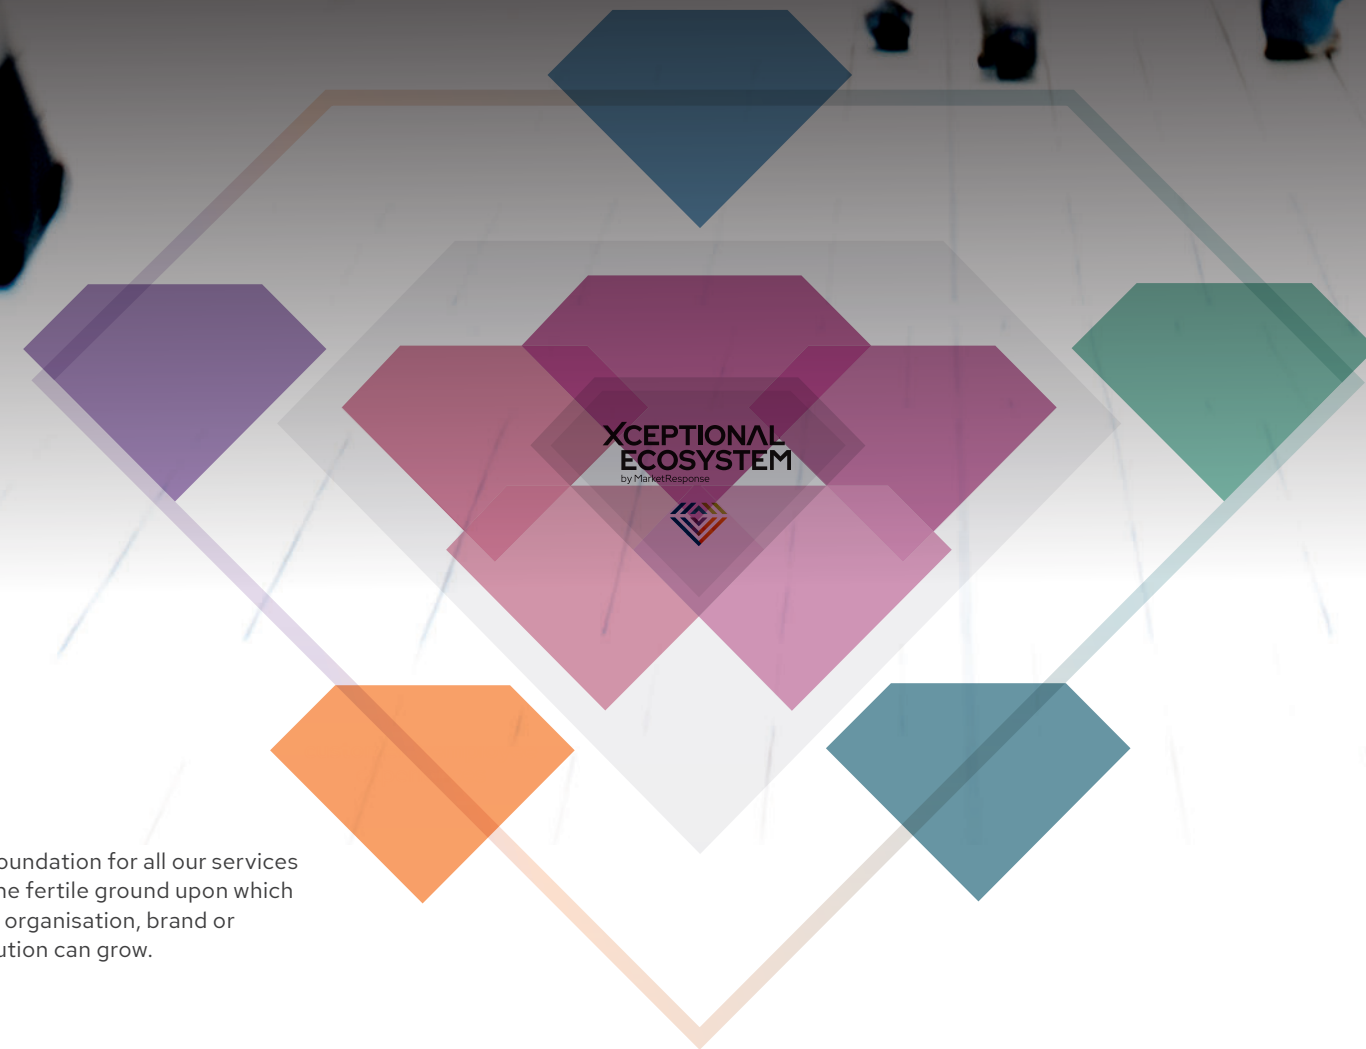 XCEPTIONAL
ECOSYSTEM
by MarketResponse
oundation for all our services
ne fertile ground upon which
organisation, brand or
ution can grow.